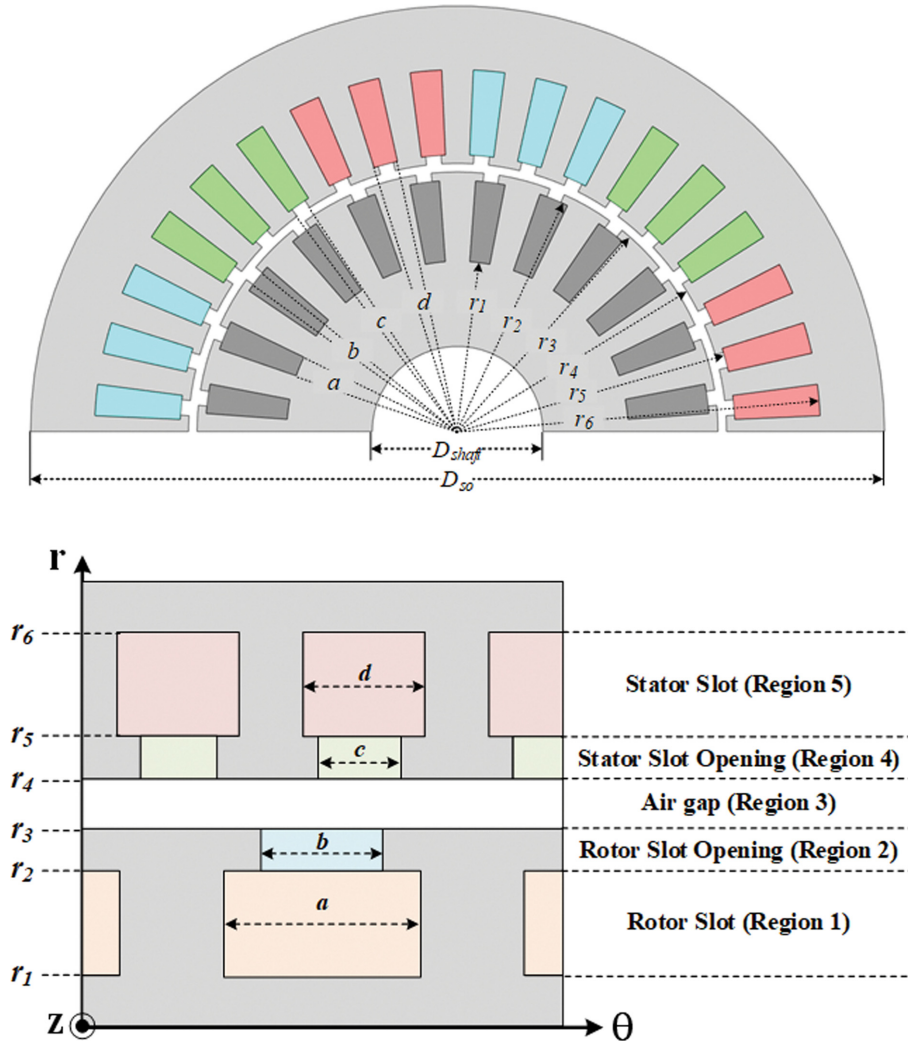 d
r1
c
r2
b
r3
a
r4
r5
r6
Dshaft
Dso
r
r6
d
Stator Slot (Region 5)
r5
c
Stator Slot Opening (Region 4)
r4
Air gap (Region 3)
r3
b
Rotor Slot Opening (Region 2)
r2
a
Rotor Slot (Region 1)
r1
z
θ